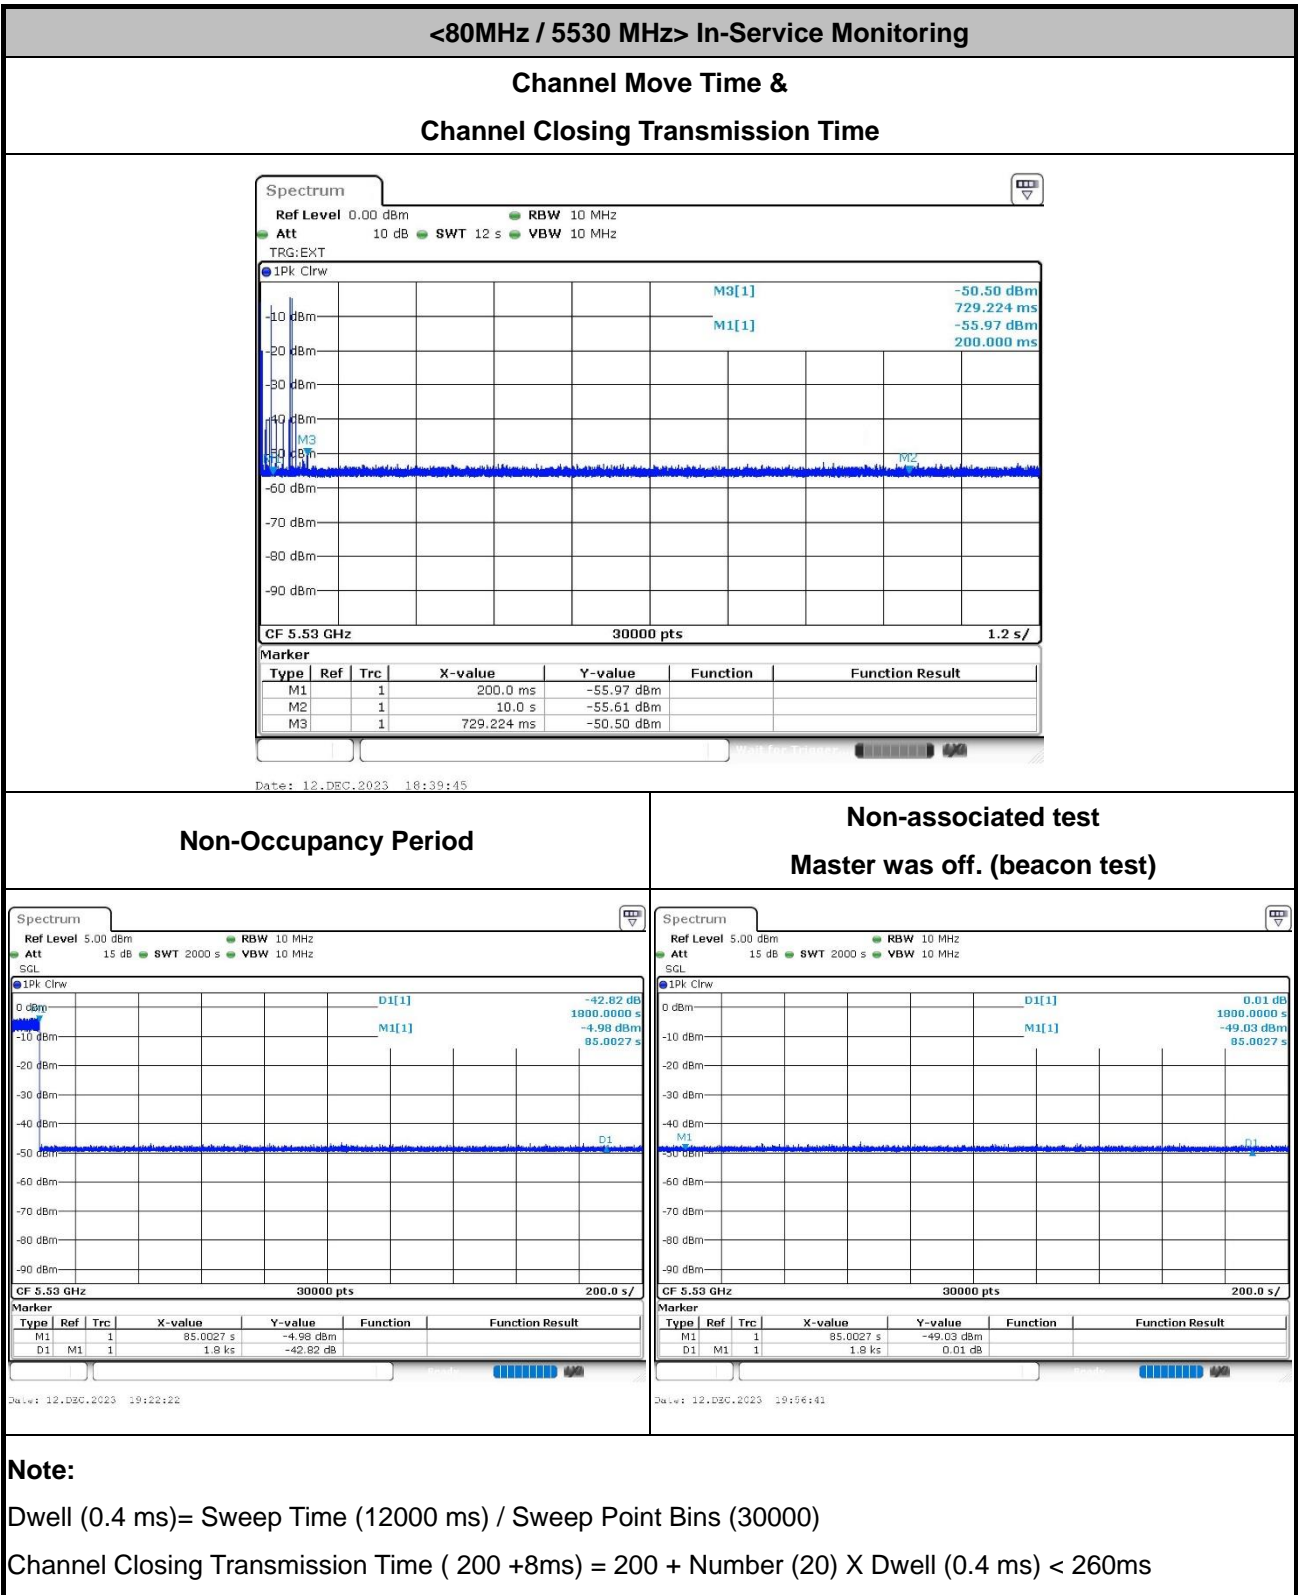 <80MHz / 5530 MHz> In-Service Monitoring
Channel Move Time &
Channel Closing Transmission Time
Spectrum
Ref Level 0.00 dBm RBW 10 MHz
Att 10 dB SWT 12 s VBW 10 MHz
TRG:EXT
1Pk Clrw
M3[1] -50.50 dBm
729.224 ms
-10 dBm
M1[1] -55.97 dBm
200.000 ms
-20 dBm
-30 dBm
-40 dBm
M3
M2
-60 dBm
-70 dBm
-80 dBm
-90 dBm
CF 5.53 GHz 30000 pts 1.2 s/
Marker
Type Ref Trc X-value Y-value Function Function Result
M1 1 200.0 ms -55.97 dBm
M2 1 10.0 s -55.61 dBm
M3 1 729.224 ms -50.50 dBm
Wait for Trigger
Date: 12.DEC.2023 18:39:45
Non-Occupancy Period
Spectrum
Ref Level 5.00 dBm RBW 10 MHz
Att 15 dB SWT 2000 s VBW 10 MHz
SGL
1Pk Clrw
D1[1] -42.82 dB
1800.0000 s
0 dBm
M1[1] -4.98 dBm
85.0027 s
-10 dBm
-20 dBm
-30 dBm
-40 dBm
D1
-50 dBm
-60 dBm
-70 dBm
-80 dBm
-90 dBm
CF 5.53 GHz 30000 pts 200.0 s/
Marker
Type Ref Trc X-value Y-value Function Function Result
M1 1 85.0027 s -4.98 dBm
D1 M1 1 1.8 ks -42.82 dB
Date: 12.DEC.2023 19:22:22
Non-associated test
Master was off. (beacon test)
Spectrum
Ref Level 5.00 dBm RBW 10 MHz
Att 15 dB SWT 2000 s VBW 10 MHz
SGL
1Pk Clrw
D1[1] 0.01 dB
1800.0000 s
0 dBm
M1[1] -49.03 dBm
85.0027 s
-10 dBm
-20 dBm
-30 dBm
-40 dBm
M1
D1
-50 dBm
-60 dBm
-70 dBm
-80 dBm
-90 dBm
CF 5.53 GHz 30000 pts 200.0 s/
Marker
Type Ref Trc X-value Y-value Function Function Result
M1 1 85.0027 s -49.03 dBm
D1 M1 1 1.8 ks 0.01 dB
Date: 12.DEC.2023 19:56:41
Note:
Dwell (0.4 ms)= Sweep Time (12000 ms) / Sweep Point Bins (30000)
Channel Closing Transmission Time ( 200 +8ms) = 200 + Number (20) X Dwell (0.4 ms) < 260ms